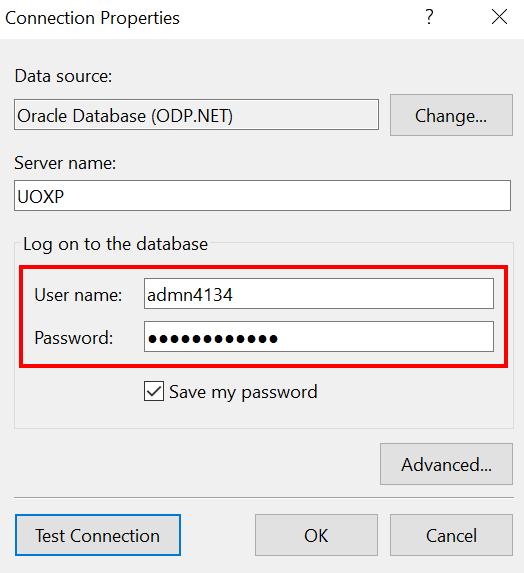 Connection Properties ?
Data source:
Oracle Database (ODP.NET) Change...
Server name:
UOXP
Log on to the database
User name: admn4134
Password: ●●●●●●●●●●●●
Save my password
Advanced...
Test Connection OK Cancel